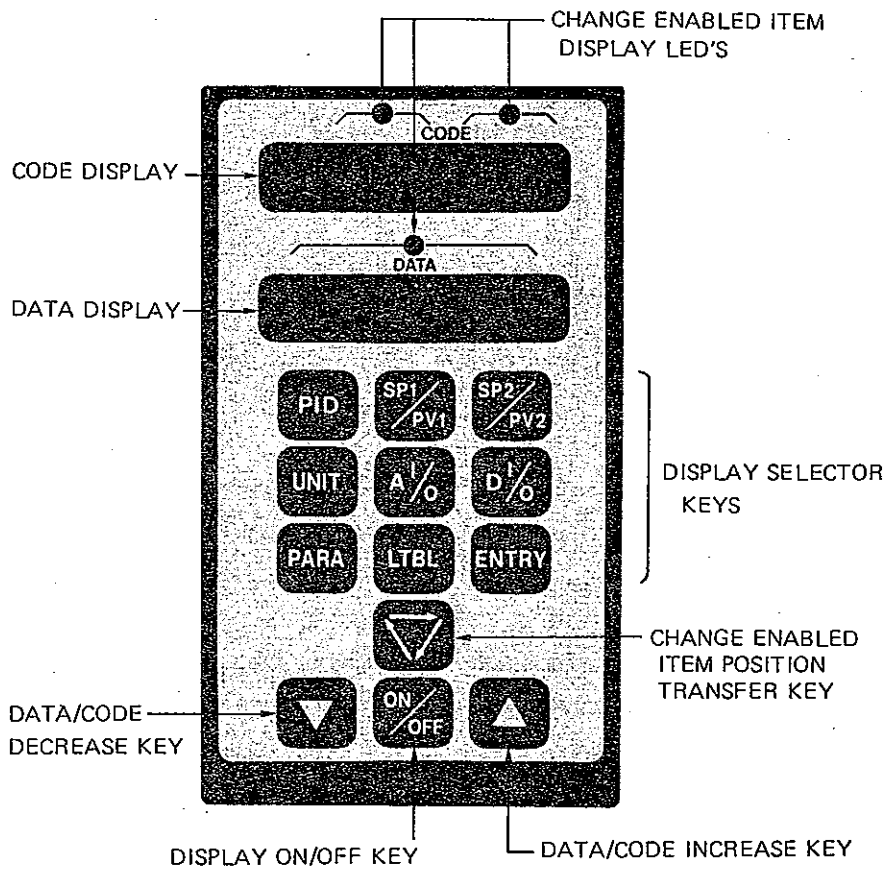 CHANGE ENABLED ITEM
DISPLAY LED'S
CODE
CODE DISPLAY
DATA
DATA DISPLAY
PID
SP1/PV1
SP2/PV2
UNIT
A I/O
D I/O
DISPLAY SELECTOR
KEYS
PARA
LTBL
ENTRY
CHANGE ENABLED
ITEM POSITION
TRANSFER KEY
DATA/CODE
DECREASE KEY
ON/OFF
DISPLAY ON/OFF KEY
DATA/CODE INCREASE KEY